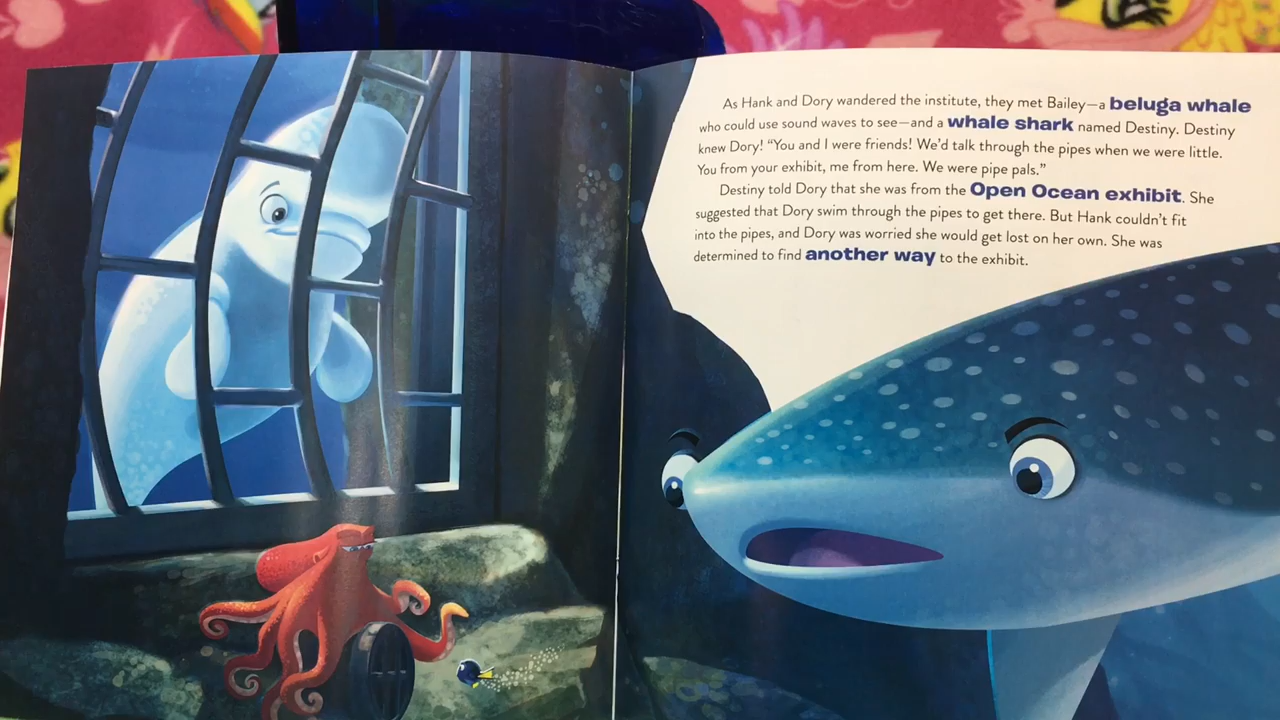 As Hank and Dory wandered the institute, they met Bailey—a beluga whale
who could use sound waves to see—and a whale shark named Destiny. Destiny
knew Dory! “You and I were friends! We’d talk through the pipes when we were little.
You from your exhibit, me from here. We were pipe pals.”
Destiny told Dory that she was from the Open Ocean exhibit. She
suggested that Dory swim through the pipes to get there. But Hank couldn’t fit
into the pipes, and Dory was worried she would get lost on her own. She was
determined to find another way to the exhibit.